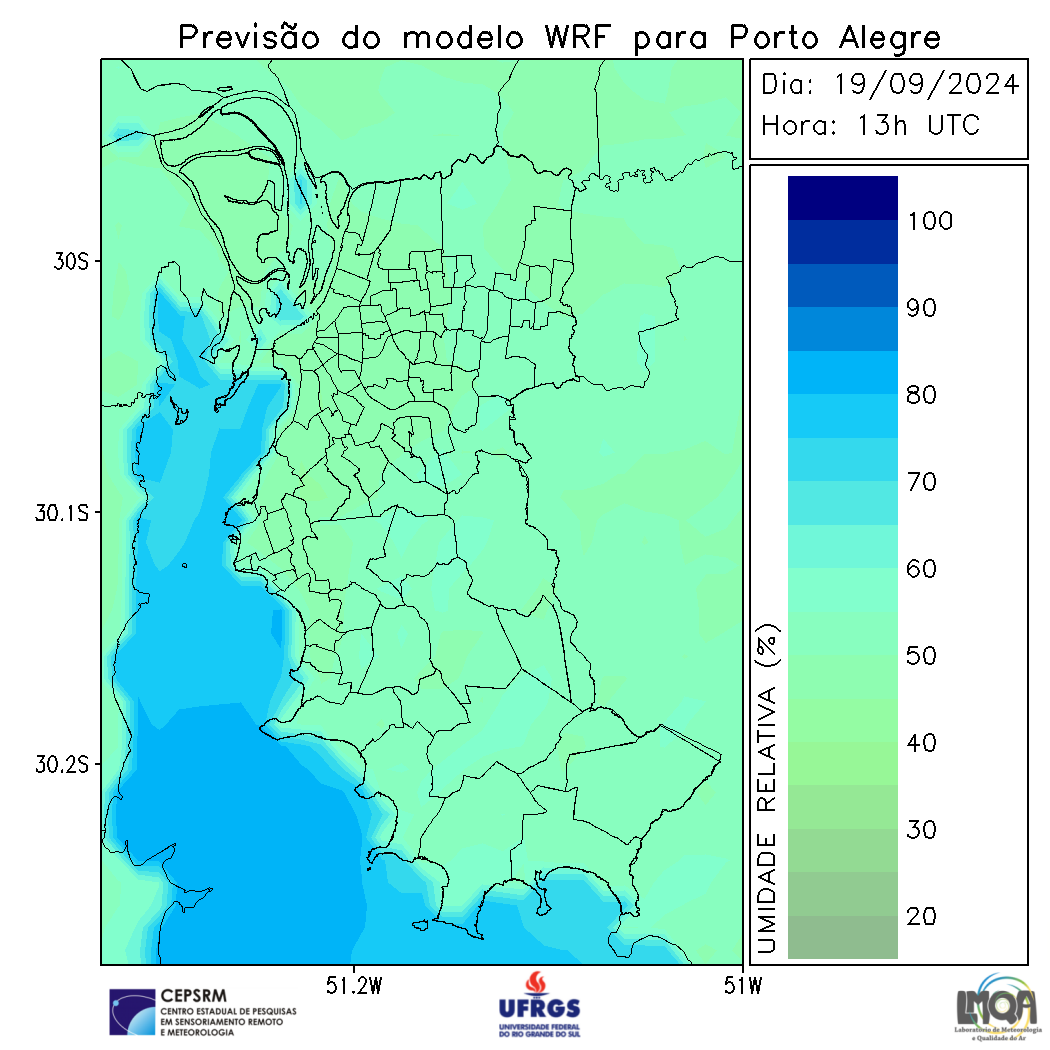 Previsão do modelo WRF para Porto Alegre
Dia: 19/09/2024
Hora: 13h UTC
30S
30.1S
30.2S
51.2W
51W
100
90
80
70
60
50
40
30
20
UMIDADE RELATIVA (%)
CEPSRM
CENTRO ESTADUAL DE PESQUISAS
EM SENSORIAMENTO REMOTO
E METEOROLOGIA
UFRGS
UNIVERSIDADE FEDERAL
DO RIO GRANDE DO SUL
LMQA
Laboratório de Meteorologia
e Qualidade do Ar